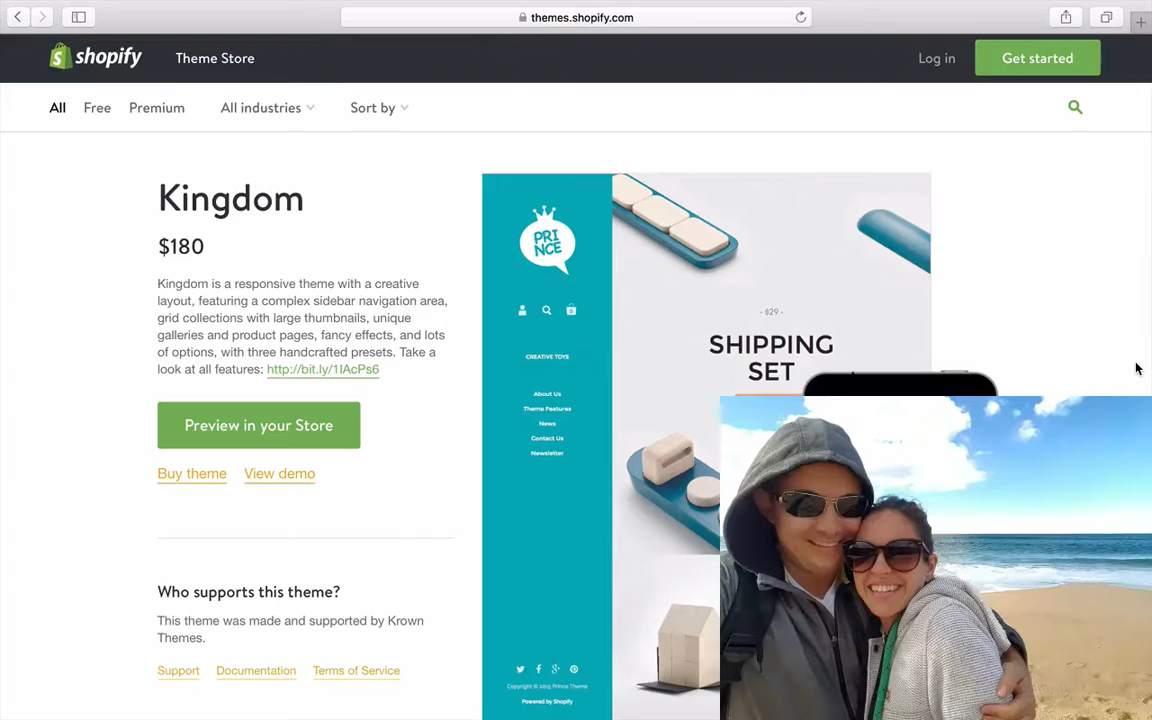 themes.shopify.com
shopify
Theme Store
Log in
Get started
All
Free
Premium
All industries
Sort by
Kingdom
$180
Kingdom is a responsive theme with a creative
layout, featuring a complex sidebar navigation area,
grid collections with large thumbnails, unique
galleries and product pages, fancy effects, and lots
of options, with three handcrafted presets. Take a
look at all features: http://bit.ly/1IAcPs6
Preview in your Store
Buy theme
View demo
Who supports this theme?
This theme was made and supported by Krown
Themes.
Support
Documentation
Terms of Service
PRI
NCE
CREATIVE TOYS
About Us
Theme Features
News
Contact Us
Newsletter
Copyright © 2015 Prince Theme
Powered by Shopify
- $29 -
SHIPPING
SET